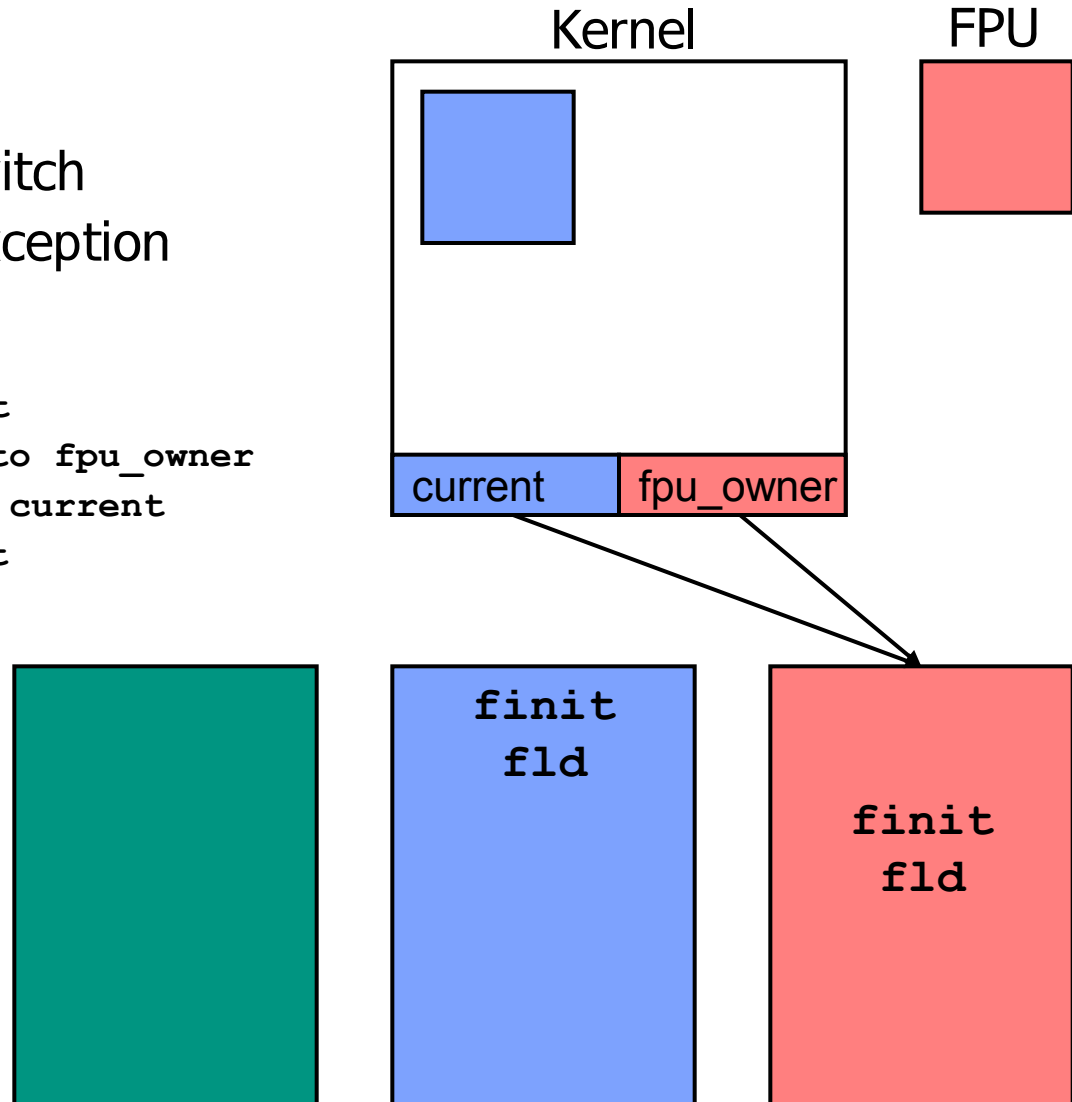 Kernel
FPU
itch
ception
to fpu_owner
current
current
fpu_owner
finit
fld
finit
fld